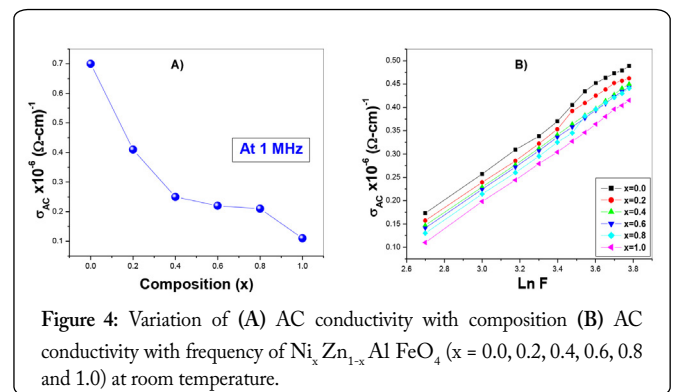 A)
At 1 MHz
0.7
0.6
0.5
0.4
0.3
0.2
0.1
σAC x10-6 (Ω-cm)-1
0.0 0.2 0.4 0.6 0.8 1.0
Composition (x)
B)
0.50
0.45
0.40
0.35
0.30
0.25
0.20
0.15
0.10
σAC x10-6 (Ω-cm)-1
x=0.0
x=0.2
x=0.4
x=0.6
x=0.8
x=1.0
2.6 2.8 3.0 3.2 3.4 3.6 3.8
Ln F
Figure 4: Variation of (A) AC conductivity with composition (B) AC
conductivity with frequency of Nix Zn1-x Al FeO4 (x = 0.0, 0.2, 0.4, 0.6, 0.8
and 1.0) at room temperature.